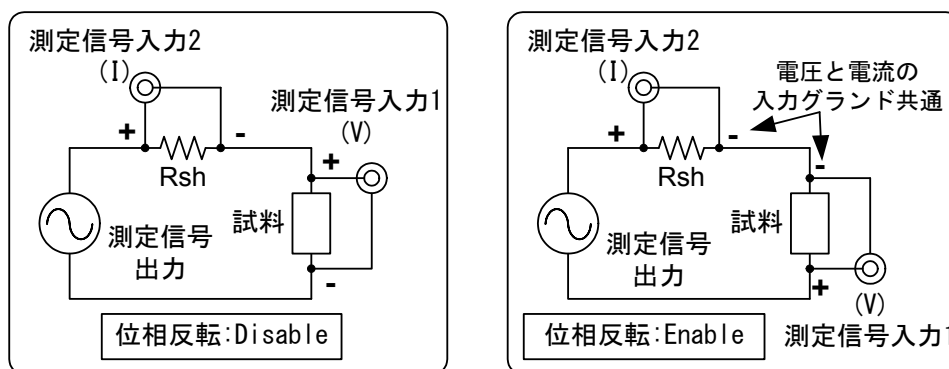 測定信号入力2
(I)
測定信号入力1
(V)
+
-
Rsh
+
試料
測定信号
出力
-
位相反転:Disable
測定信号入力2
(I)
電圧と電流の
入力グランド共通
+
-
Rsh
-
試料
測定信号
出力
+
(V)
位相反転:Enable
測定信号入力1